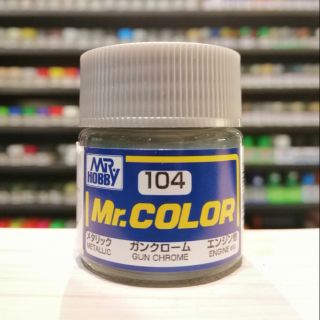 MR.
HOBBY
104
Mr.COLOR
メタリック ガンクローム エンジン
METALLIC GUN CHROME ENGINE